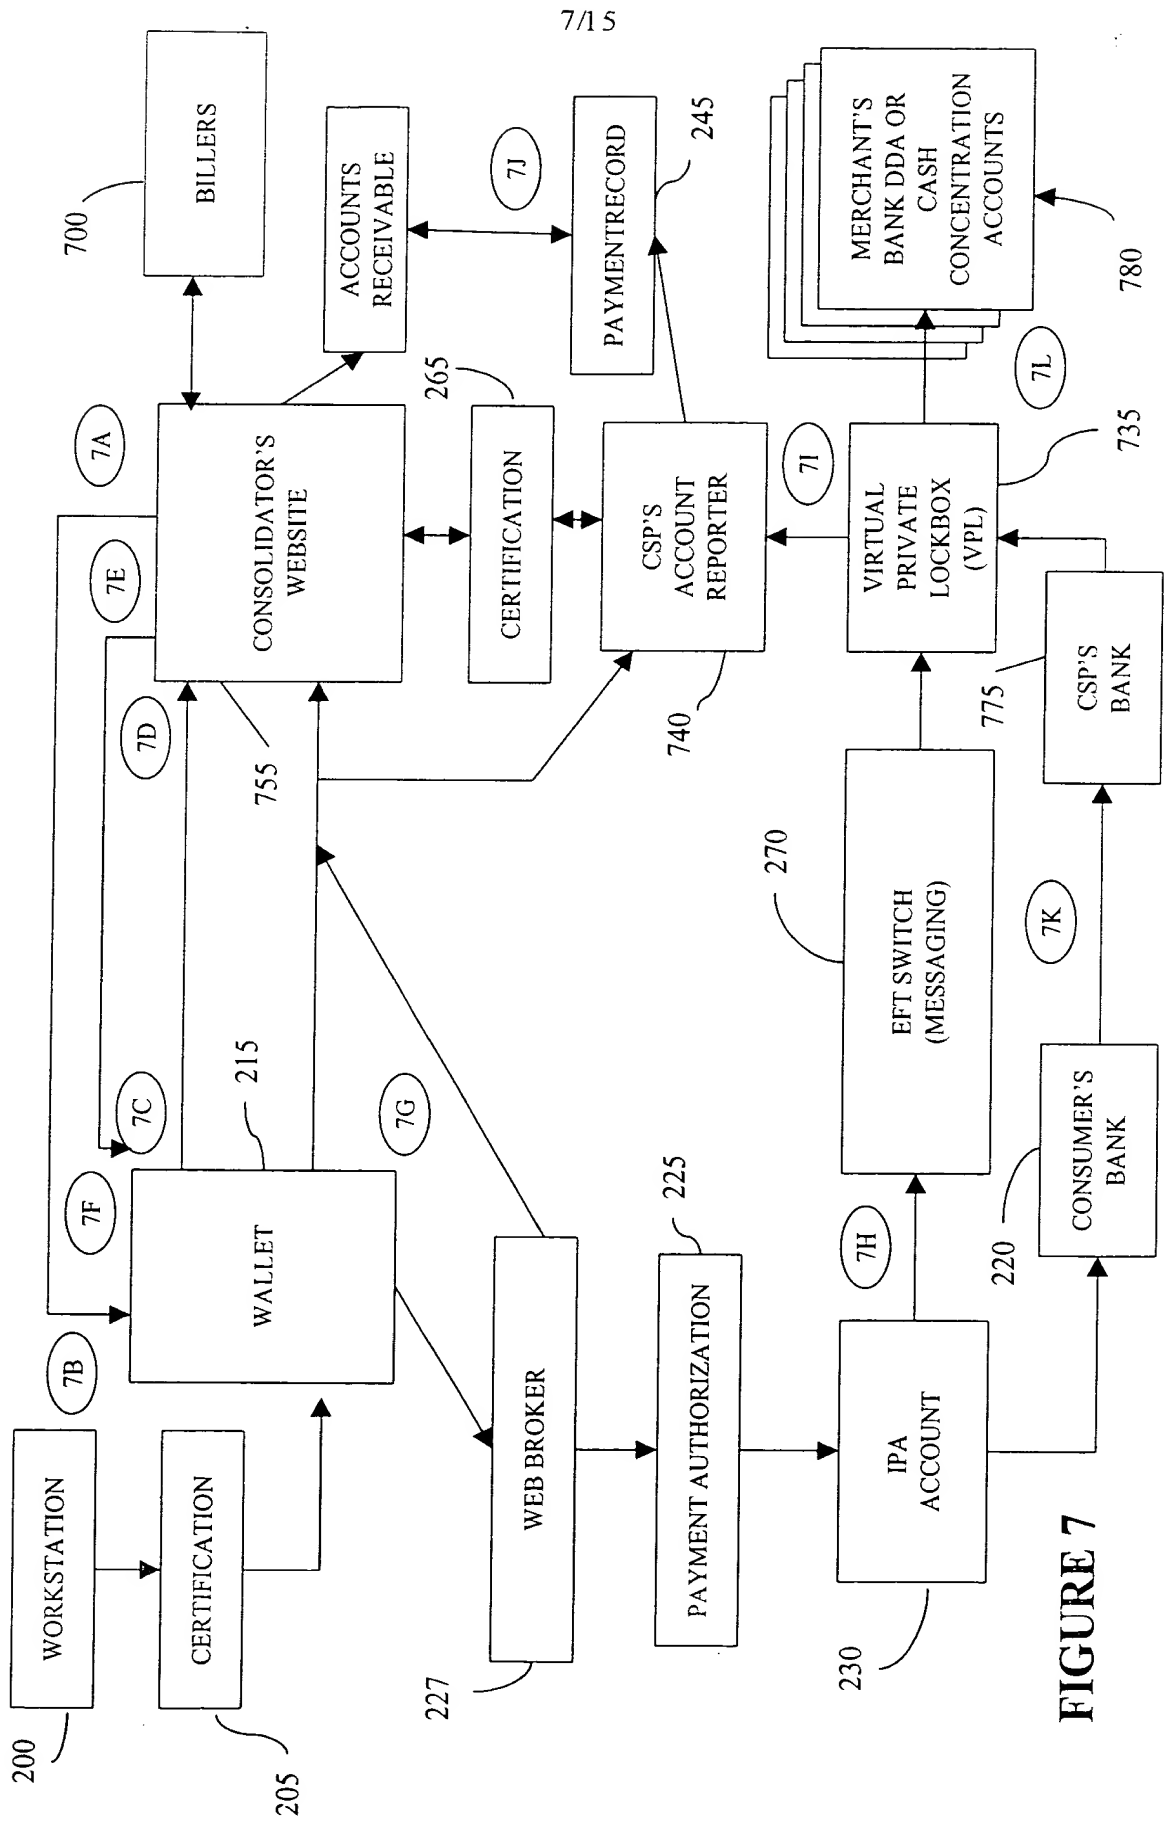 7/15
700
BILLERS
7A
7E
7D
CONSOLIDATOR'S
WEBSITE
755
ACCOUNTS
RECEIVABLE
7J
PAYMENTRECORD
245
265
CERTIFICATION
CSP'S
ACCOUNT
REPORTER
740
7I
VIRTUAL
PRIVATE
LOCKBOX
(VPL)
735
7L
MERCHANT'S
BANK DDA OR
CASH
CONCENTRATION
ACCOUNTS
780
775
CSP'S
BANK
7K
270
EFT SWITCH
(MESSAGING)
7C
7F
7B
215
WALLET
7G
WORKSTATION
200
CERTIFICATION
205
WEB BROKER
227
225
PAYMENT AUTHORIZATION
7H
IPA
ACCOUNT
230
220
CONSUMER'S
BANK
FIGURE 7